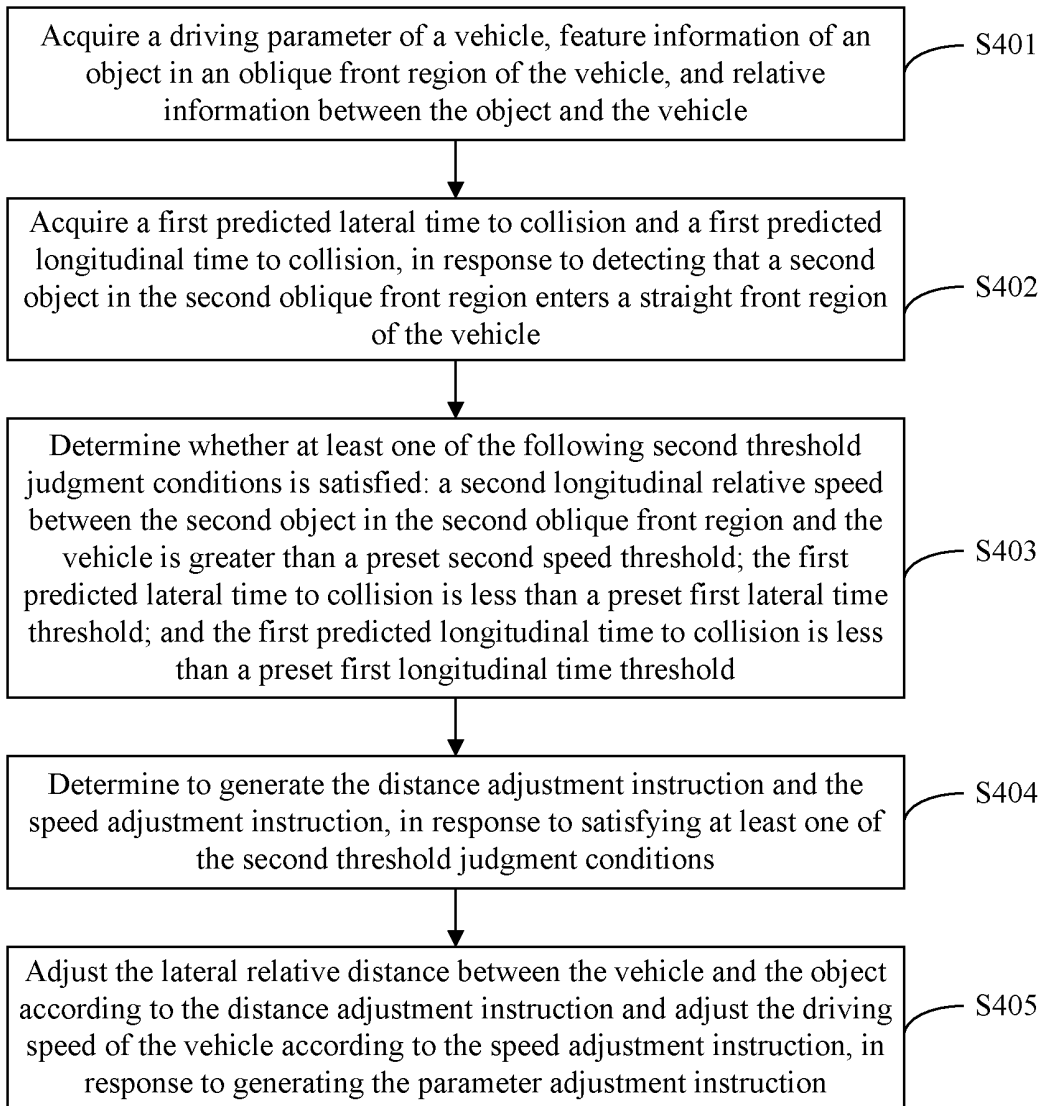 Acquire a driving parameter of a vehicle, feature information of an
object in an oblique front region of the vehicle, and relative
information between the object and the vehicle
S401
Acquire a first predicted lateral time to collision and a first predicted
longitudinal time to collision, in response to detecting that a second
object in the second oblique front region enters a straight front region
of the vehicle
S402
Determine whether at least one of the following second threshold
judgment conditions is satisfied: a second longitudinal relative speed
between the second object in the second oblique front region and the
vehicle is greater than a preset second speed threshold; the first
predicted lateral time to collision is less than a preset first lateral time
threshold; and the first predicted longitudinal time to collision is less
than a preset first longitudinal time threshold
S403
Determine to generate the distance adjustment instruction and the
speed adjustment instruction, in response to satisfying at least one of
the second threshold judgment conditions
S404
Adjust the lateral relative distance between the vehicle and the object
according to the distance adjustment instruction and adjust the driving
speed of the vehicle according to the speed adjustment instruction, in
response to generating the parameter adjustment instruction
S405